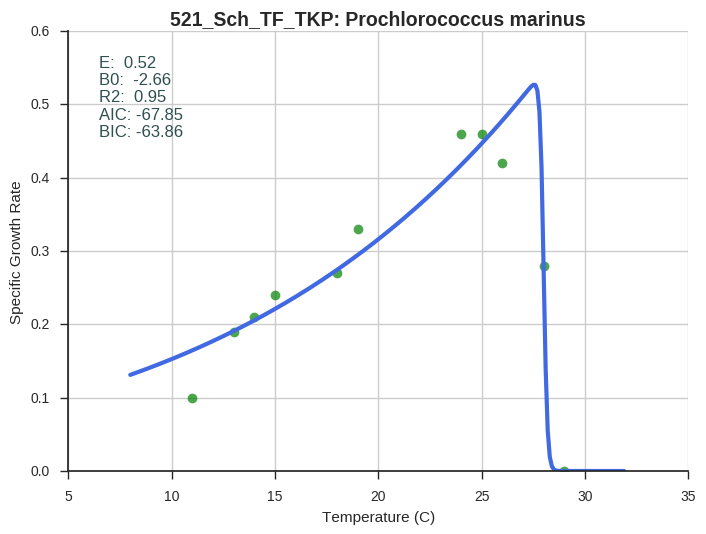 521_Sch_TF_TKP: Prochlorococcus marinus
E:  0.52
B0:  -2.66
R2:  0.95
AIC: -67.85
BIC: -63.86
0.6
0.5
0.4
0.3
0.2
0.1
0.0
Specific Growth Rate
5 10 15 20 25 30 35
Temperature (C)